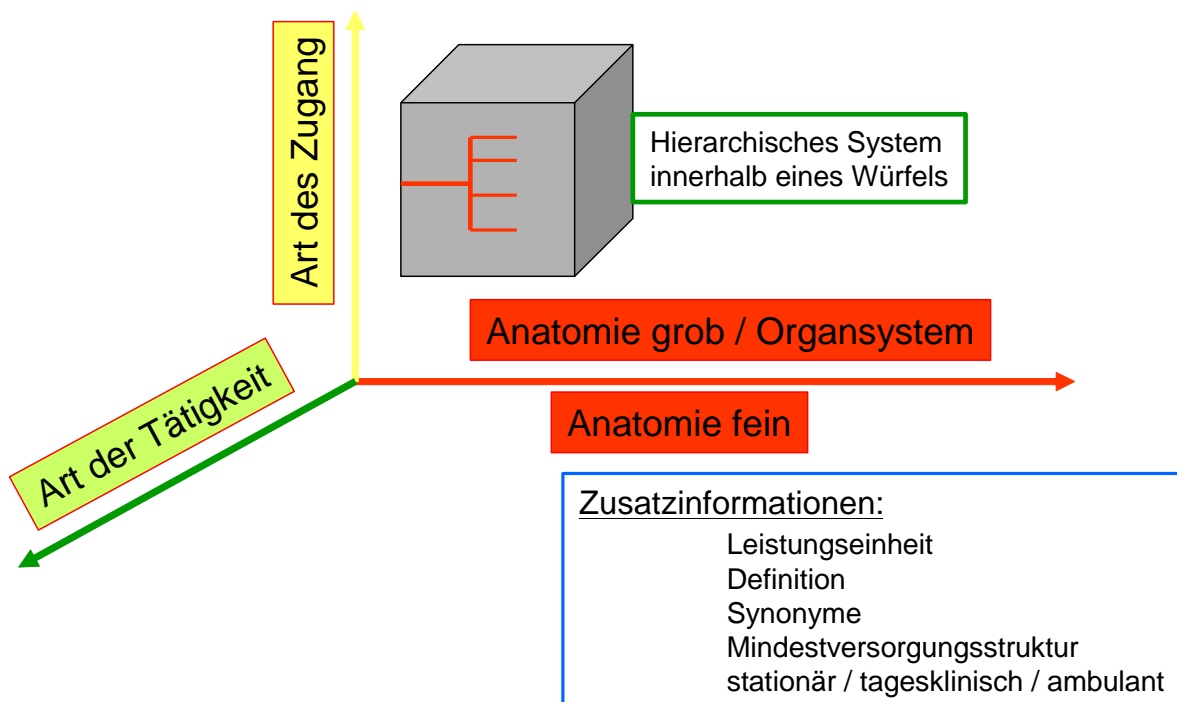 Art des Zugang
Hierarchisches System
innerhalb eines Würfels
Anatomie grob / Organsystem
Art der Tätigkeit
Anatomie fein
Zusatzinformationen:
Leistungseinheit
Definition
Synonyme
Mindestversorgungsstruktur
stationär / tagesklinisch / ambulant